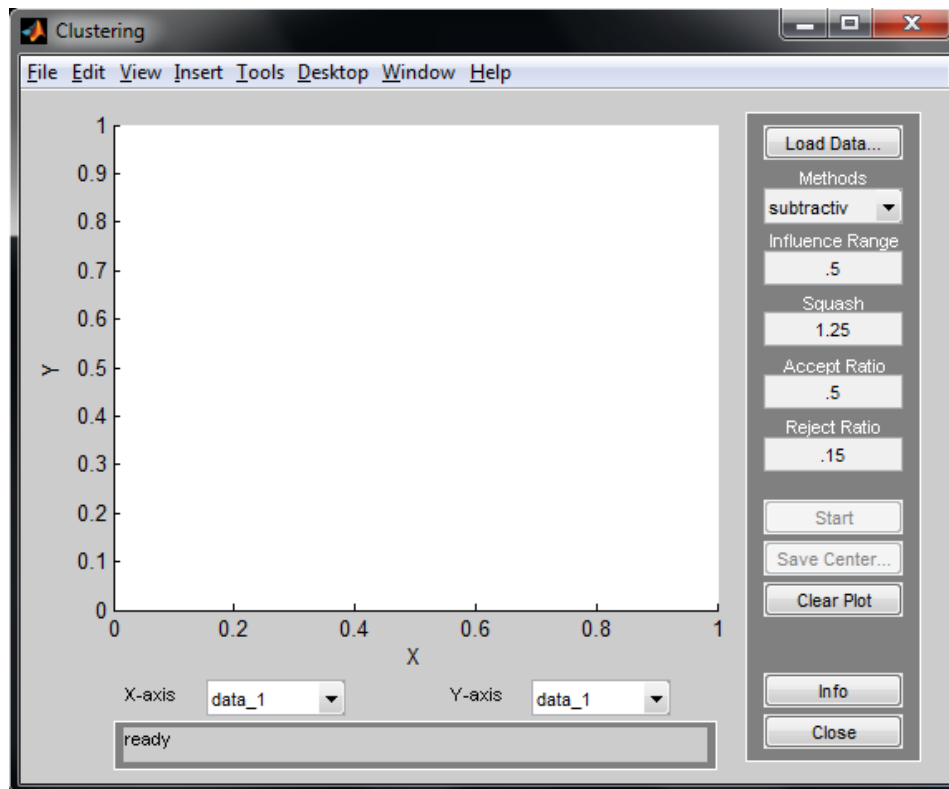 Clustering
File Edit View Insert Tools Desktop Window Help
1
0.9
0.8
0.7
0.6
0.5
0.4
0.3
0.2
0.1
0
Y
0 0.2 0.4 0.6 0.8 1
X
X-axis data_1 Y-axis data_1
ready
Load Data...
Methods
subtractiv
Influence Range
.5
Squash
1.25
Accept Ratio
.5
Reject Ratio
.15
Start
Save Center...
Clear Plot
Info
Close